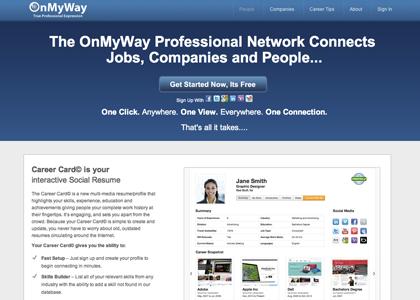 OnMyWay
True Professional Expression
People
Companies
Career Tips
About
Sign In
The OnMyWay Professional Network Connects
Jobs, Companies and People...
Get Started Now, Its Free
Sign Up With
One Click. Anywhere. One View. Everywhere. One Connection.
That's all it takes....
Career Card© is your
interactive Social Resume
The Career Card© is a new multi-media resume/profile that
highlights your skills, experience, education and
achievements giving people your complete work history at
their fingertips. It's engaging, and sets you apart from the
crowd. Because your Career Card© is simple to create and
update, you never have to worry about old, outdated
resumes circulating around the Internet.
Your Career Card© gives you the ability to:
Fast Setup – Just sign up and create your profile to
begin connecting in minutes.
Skills Builder – List all of your relevant skills from any
industry with the ability to add a skill not found in our
database.
Jane Smith
Graphic Designer
Summary
Social Media
Career Snapshot
Adobe
Apple Inc.
Bachelors Degree